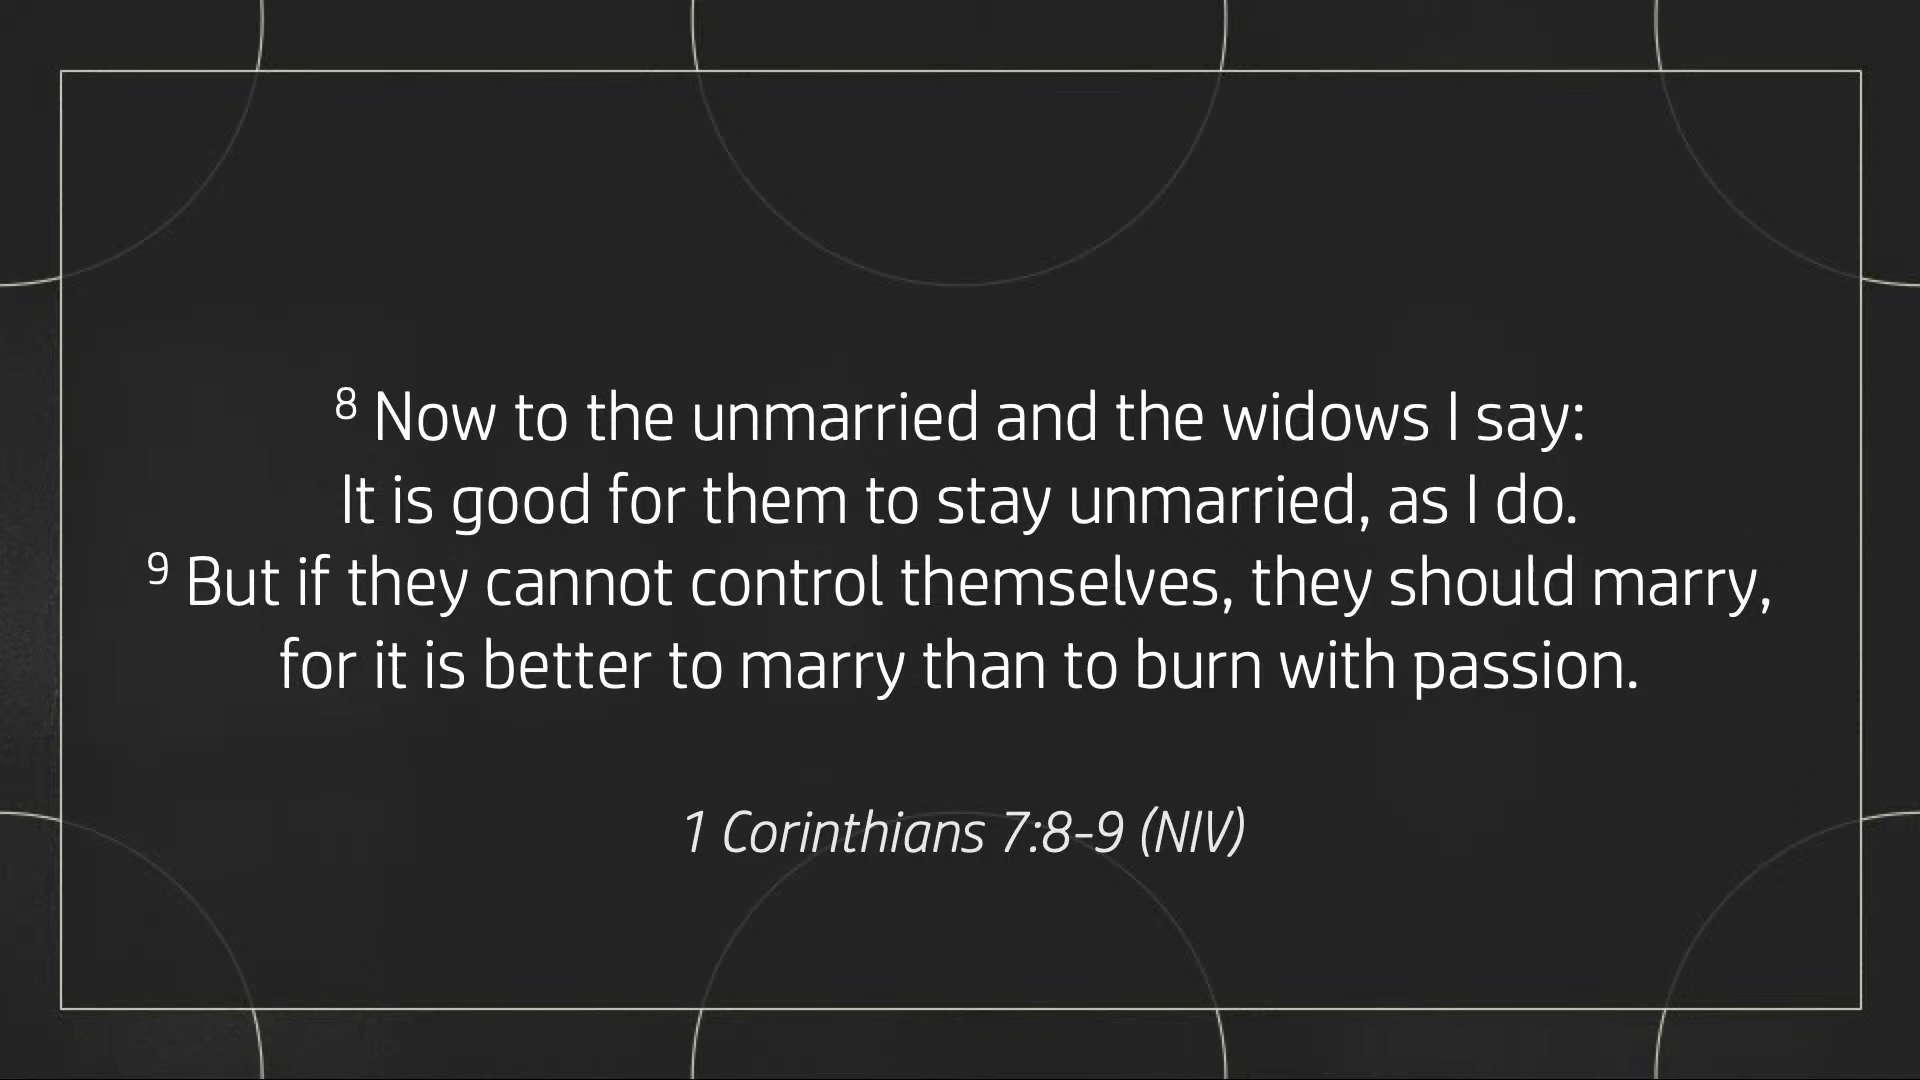 8 Now to the unmarried and the widows I say:
It is good for them to stay unmarried, as I do.
9 But if they cannot control themselves, they should marry,
for it is better to marry than to burn with passion.
1 Corinthians 7:8-9 (NIV)